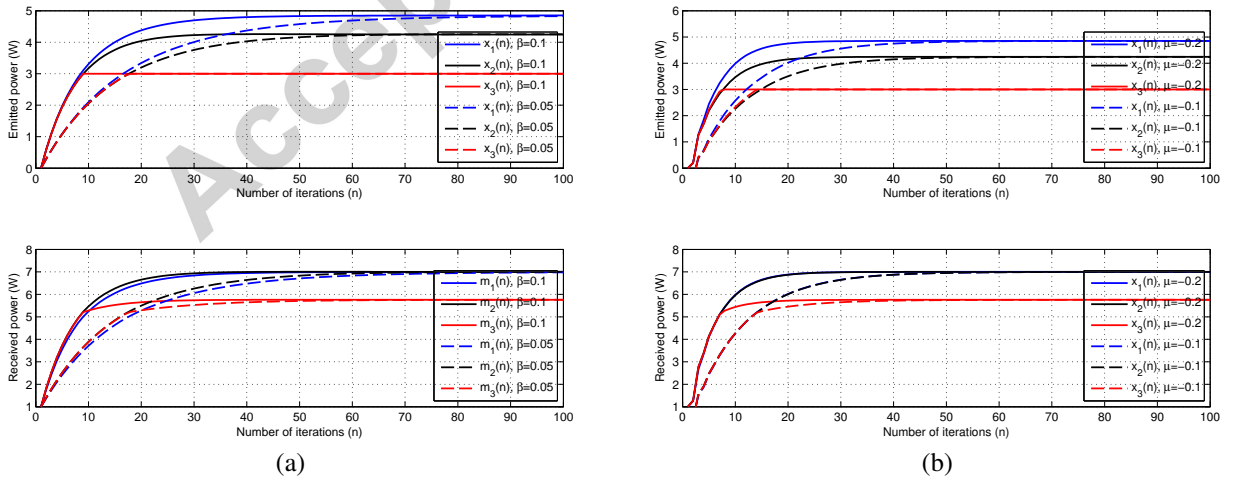 Accep
Emitted power (W)
5
4
3
2
1
0
0 10 20 30 40 50 60 70 80 90 100
Number of iterations (n)
x1(n), β=0.1
x2(n), β=0.1
x3(n), β=0.1
x1(n), β=0.05
x2(n), β=0.05
x3(n), β=0.05
Received power (W)
8
7
6
5
4
3
2
1
0 10 20 30 40 50 60 70 80 90 100
Number of iterations (n)
m1(n), β=0.1
m2(n), β=0.1
m3(n), β=0.1
m1(n), β=0.05
m2(n), β=0.05
m3(n), β=0.05
(a)
Emitted power (W)
6
5
4
3
2
1
0
0 10 20 30 40 50 60 70 80 90 100
Number of iterations (n)
x1(n), μ=−0.2
x2(n), μ=−0.2
x3(n), μ=−0.2
x1(n), μ=−0.1
x2(n), μ=−0.1
x3(n), μ=−0.1
Received power (W)
8
7
6
5
4
3
2
1
0 10 20 30 40 50 60 70 80 90 100
Number of iterations (n)
x1(n), μ=−0.2
x2(n), μ=−0.2
x3(n), μ=−0.2
x1(n), μ=−0.1
x2(n), μ=−0.1
x3(n), μ=−0.1
(b)